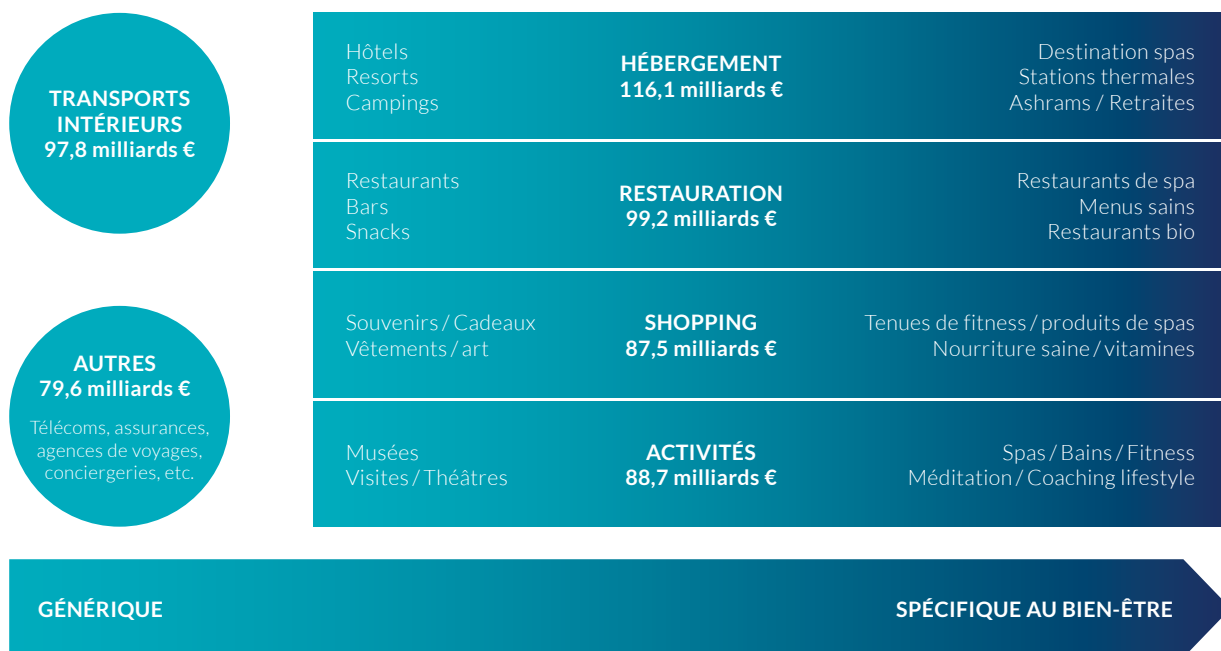 TRANSPORTS
INTÉRIEURS
97,8 milliards €
AUTRES
79,6 milliards €
Télécoms, assurances,
agences de voyages,
conciergeries, etc.
Hôtels
Resorts
Campings
HÉBERGEMENT
116,1 milliards €
Destination spas
Stations thermales
Ashrams / Retraites
Restaurants
Bars
Snacks
RESTAURATION
99,2 milliards €
Restaurants de spa
Menus sains
Restaurants bio
Souvenirs / Cadeaux
Vêtements / art
SHOPPING
87,5 milliards €
Tenues de fitness / produits de spas
Nourriture saine / vitamines
Musées
Visites / Théâtres
ACTIVITÉS
88,7 milliards €
Spas / Bains / Fitness
Méditation / Coaching lifestyle
GÉNÉRIQUE
SPÉCIFIQUE AU BIEN-ÊTRE